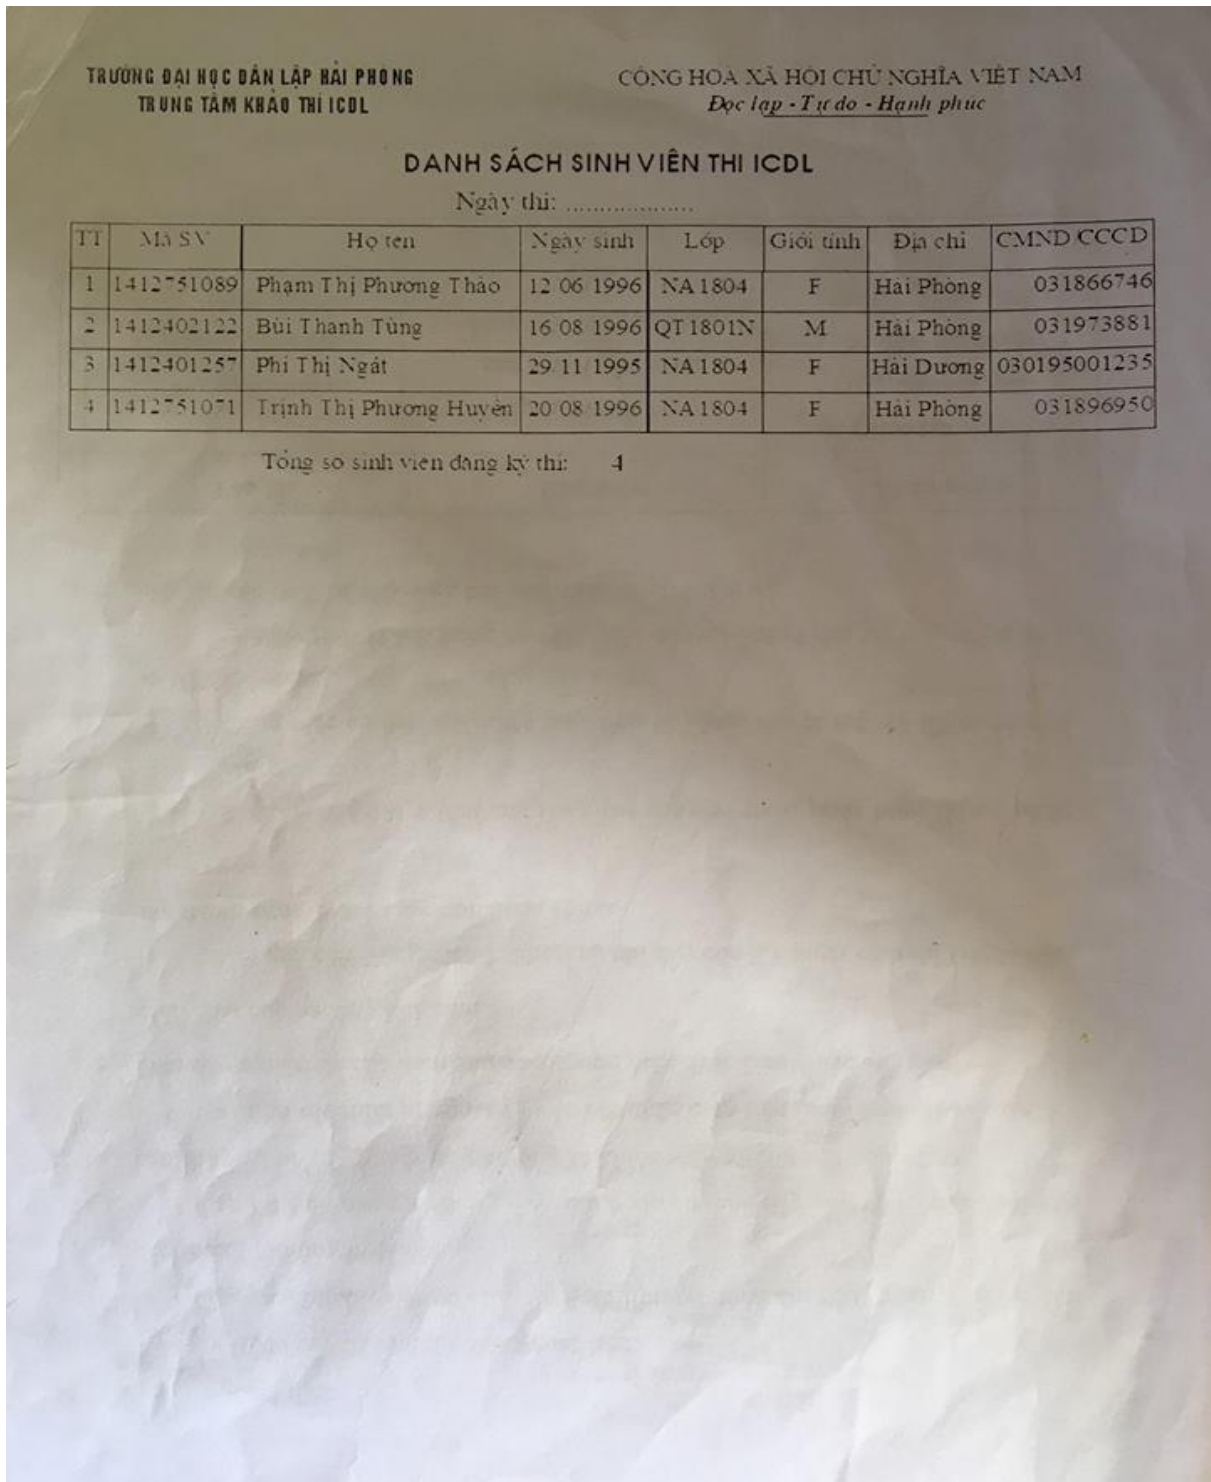 TRƯỜNG ĐẠI HỌC DÂN LẬP HẢI PHÒNG
TRUNG TÂM KHẢO THÍ ICDL
CỘNG HOÀ XÃ HỘI CHỦ NGHĨA VIỆT NAM
Độc lập - Tự do - Hạnh phúc
DANH SÁCH SINH VIÊN THI ICDL
Ngày thi: ...................
TT Mã SV Họ tên Ngày sinh Lớp Giới tính Địa chỉ CMND/CCCD
1 1412751089 Phạm Thị Phương Thảo 12/06/1996 NA1804 F Hải Phòng 031866746
2 1412402122 Bùi Thanh Tùng 16/08/1996 QT1801N M Hải Phòng 031973881
3 1412401257 Phí Thị Ngát 29/11/1995 NA1804 F Hải Dương 030195001235
4 1412751071 Trịnh Thị Phương Huyền 20/08/1996 NA1804 F Hải Phòng 031896950
Tổng số sinh viên đăng ký thi: 4